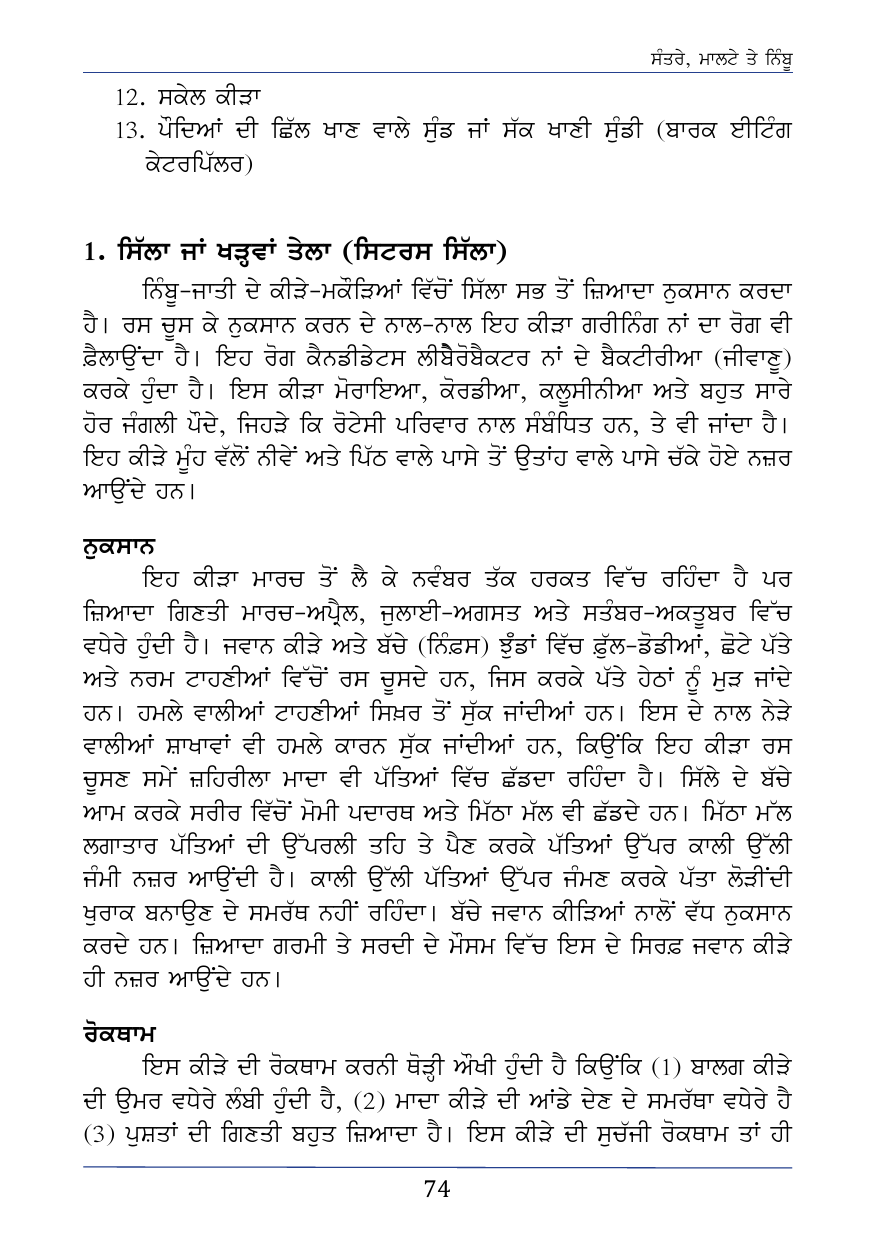 ਸੰਤਰੇ, ਮਾਲਟੇ ਤੇ ਨਿੰਬੂ
12. ਸਕੇਲ ਕੀੜਾ
13. ਪੌਦਿਆਂ ਦੀ ਛਿੱਲ ਖਾਣ ਵਾਲੇ ਸੁੰਡ ਜਾਂ ਸੱਕ ਖਾਣੀ ਸੁੰਡੀ (ਬਾਰਕ ਈਟਿੰਗ
ਕੇਟਰਪਿੱਲਰ)
1. ਸਿੱਲਾ ਜਾਂ ਖੜ੍ਹਵਾਂ ਤੇਲਾ (ਸਿਟਰਸ ਸਿੱਲਾ)
ਨਿੰਬੂ-ਜਾਤੀ ਦੇ ਕੀੜੇ-ਮਕੌੜਿਆਂ ਵਿੱਚੋਂ ਸਿੱਲਾ ਸਭ ਤੋਂ ਜ਼ਿਆਦਾ ਨੁਕਸਾਨ ਕਰਦਾ
ਹੈ। ਰਸ ਚੂਸ ਕੇ ਨੁਕਸਾਨ ਕਰਨ ਦੇ ਨਾਲ-ਨਾਲ ਇਹ ਕੀੜਾ ਗਰੀਨਿੰਗ ਨਾਂ ਦਾ ਰੋਗ ਵੀ
ਫ਼ੈਲਾਉਂਦਾ ਹੈ। ਇਹ ਰੋਗ ਕੈਨਡੀਡੇਟਸ ਲੀਬੈਰੋਬੈਕਟਰ ਨਾਂ ਦੇ ਬੈਕਟੀਰੀਆ (ਜੀਵਾਣੂ)
ਕਰਕੇ ਹੁੰਦਾ ਹੈ। ਇਸ ਕੀੜਾ ਮੋਰਾਇਆ, ਕੋਰਡੀਆ, ਕਲੂਸੀਨੀਆ ਅਤੇ ਬਹੁਤ ਸਾਰੇ
ਹੋਰ ਜੰਗਲੀ ਪੌਦੇ, ਜਿਹੜੇ ਕਿ ਰੋਟੇਸੀ ਪਰਿਵਾਰ ਨਾਲ ਸੰਬੰਧਿਤ ਹਨ, ਤੇ ਵੀ ਜਾਂਦਾ ਹੈ।
ਇਹ ਕੀੜੇ ਮੂੰਹ ਵੱਲੋਂ ਨੀਵੇਂ ਅਤੇ ਪਿੱਠ ਵਾਲੇ ਪਾਸੇ ਤੋਂ ਉਤਾਂਹ ਵਾਲੇ ਪਾਸੇ ਚੱਕੇ ਹੋਏ ਨਜ਼ਰ
ਆਉਂਦੇ ਹਨ।
ਨੁਕਸਾਨ
ਇਹ ਕੀੜਾ ਮਾਰਚ ਤੋਂ ਲੈ ਕੇ ਨਵੰਬਰ ਤੱਕ ਹਰਕਤ ਵਿੱਚ ਰਹਿੰਦਾ ਹੈ ਪਰ
ਜ਼ਿਆਦਾ ਗਿਣਤੀ ਮਾਰਚ-ਅਪ੍ਰੈਲ, ਜੁਲਾਈ-ਅਗਸਤ ਅਤੇ ਸਤੰਬਰ-ਅਕਤੂਬਰ ਵਿੱਚ
ਵਧੇਰੇ ਹੁੰਦੀ ਹੈ। ਜਵਾਨ ਕੀੜੇ ਅਤੇ ਬੱਚੇ (ਨਿੰਫ਼ਸ) ਝੁੰਡਾਂ ਵਿੱਚ ਫ਼ੁੱਲ-ਡੋਡੀਆਂ, ਛੋਟੇ ਪੱਤੇ
ਅਤੇ ਨਰਮ ਟਾਹਣੀਆਂ ਵਿੱਚੋਂ ਰਸ ਚੂਸਦੇ ਹਨ, ਜਿਸ ਕਰਕੇ ਪੱਤੇ ਹੇਠਾਂ ਨੂੰ ਮੁੜ ਜਾਂਦੇ
ਹਨ। ਹਮਲੇ ਵਾਲੀਆਂ ਟਾਹਣੀਆਂ ਸਿਖ਼ਰ ਤੋਂ ਸੁੱਕ ਜਾਂਦੀਆਂ ਹਨ। ਇਸ ਦੇ ਨਾਲ ਨੇੜੇ
ਵਾਲੀਆਂ ਸ਼ਾਖਾਵਾਂ ਵੀ ਹਮਲੇ ਕਾਰਨ ਸੁੱਕ ਜਾਂਦੀਆਂ ਹਨ, ਕਿਉਂਕਿ ਇਹ ਕੀੜਾ ਰਸ
ਚੂਸਣ ਸਮੇਂ ਜ਼ਹਿਰੀਲਾ ਮਾਦਾ ਵੀ ਪੱਤਿਆਂ ਵਿੱਚ ਛੱਡਦਾ ਰਹਿੰਦਾ ਹੈ। ਸਿੱਲੇ ਦੇ ਬੱਚੇ
ਆਮ ਕਰਕੇ ਸਰੀਰ ਵਿੱਚੋਂ ਮੋਮੀ ਪਦਾਰਥ ਅਤੇ ਮਿੱਠਾ ਮੱਲ ਵੀ ਛੱਡਦੇ ਹਨ। ਮਿੱਠਾ ਮੱਲ
ਲਗਾਤਾਰ ਪੱਤਿਆਂ ਦੀ ਉੱਪਰਲੀ ਤਹਿ ਤੇ ਪੈਣ ਕਰਕੇ ਪੱਤਿਆਂ ਉੱਪਰ ਕਾਲੀ ਉੱਲੀ
ਜੰਮੀ ਨਜ਼ਰ ਆਉਂਦੀ ਹੈ। ਕਾਲੀ ਉੱਲੀ ਪੱਤਿਆਂ ਉੱਪਰ ਜੰਮਣ ਕਰਕੇ ਪੱਤਾ ਲੋੜੀਂਦੀ
ਖੁਰਾਕ ਬਨਾਉਣ ਦੇ ਸਮਰੱਥ ਨਹੀਂ ਰਹਿੰਦਾ। ਬੱਚੇ ਜਵਾਨ ਕੀੜਿਆਂ ਨਾਲੋਂ ਵੱਧ ਨੁਕਸਾਨ
ਕਰਦੇ ਹਨ। ਜ਼ਿਆਦਾ ਗਰਮੀ ਤੇ ਸਰਦੀ ਦੇ ਮੌਸਮ ਵਿੱਚ ਇਸ ਦੇ ਸਿਰਫ਼ ਜਵਾਨ ਕੀੜੇ
ਹੀ ਨਜ਼ਰ ਆਉਂਦੇ ਹਨ।
ਰੋਕਥਾਮ
ਇਸ ਕੀੜੇ ਦੀ ਰੋਕਥਾਮ ਕਰਨੀ ਥੋੜ੍ਹੀ ਔਖੀ ਹੁੰਦੀ ਹੈ ਕਿਉਂਕਿ (1) ਬਾਲਗ ਕੀੜੇ
ਦੀ ਉਮਰ ਵਧੇਰੇ ਲੰਬੀ ਹੁੰਦੀ ਹੈ, (2) ਮਾਦਾ ਕੀੜੇ ਦੀ ਆਂਡੇ ਦੇਣ ਦੇ ਸਮਰੱਥਾ ਵਧੇਰੇ ਹੈ
(3) ਪੁਸ਼ਤਾਂ ਦੀ ਗਿਣਤੀ ਬਹੁਤ ਜ਼ਿਆਦਾ ਹੈ। ਇਸ ਕੀੜੇ ਦੀ ਸੁਚੱਜੀ ਰੋਕਥਾਮ ਤਾਂ ਹੀ
74